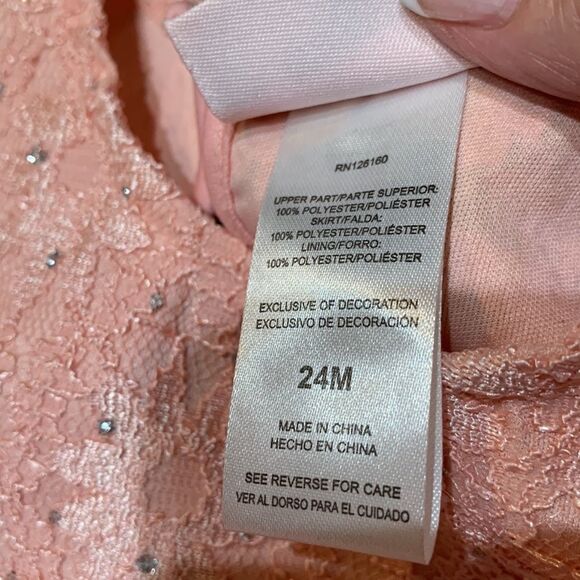 RN126160
UPPER PART/PARTE SUPERIOR:
100% POLYESTER/POLIÉSTER
SKIRT/FALDA:
100% POLYESTER/POLIÉSTER
LINING/FORRO:
100% POLYESTER/POLIÉSTER
EXCLUSIVE OF DECORATION
EXCLUSIVO DE DECORACIÓN
24M
MADE IN CHINA
HECHO EN CHINA
SEE REVERSE FOR CARE
VER AL DORSO PARA EL CUIDADO